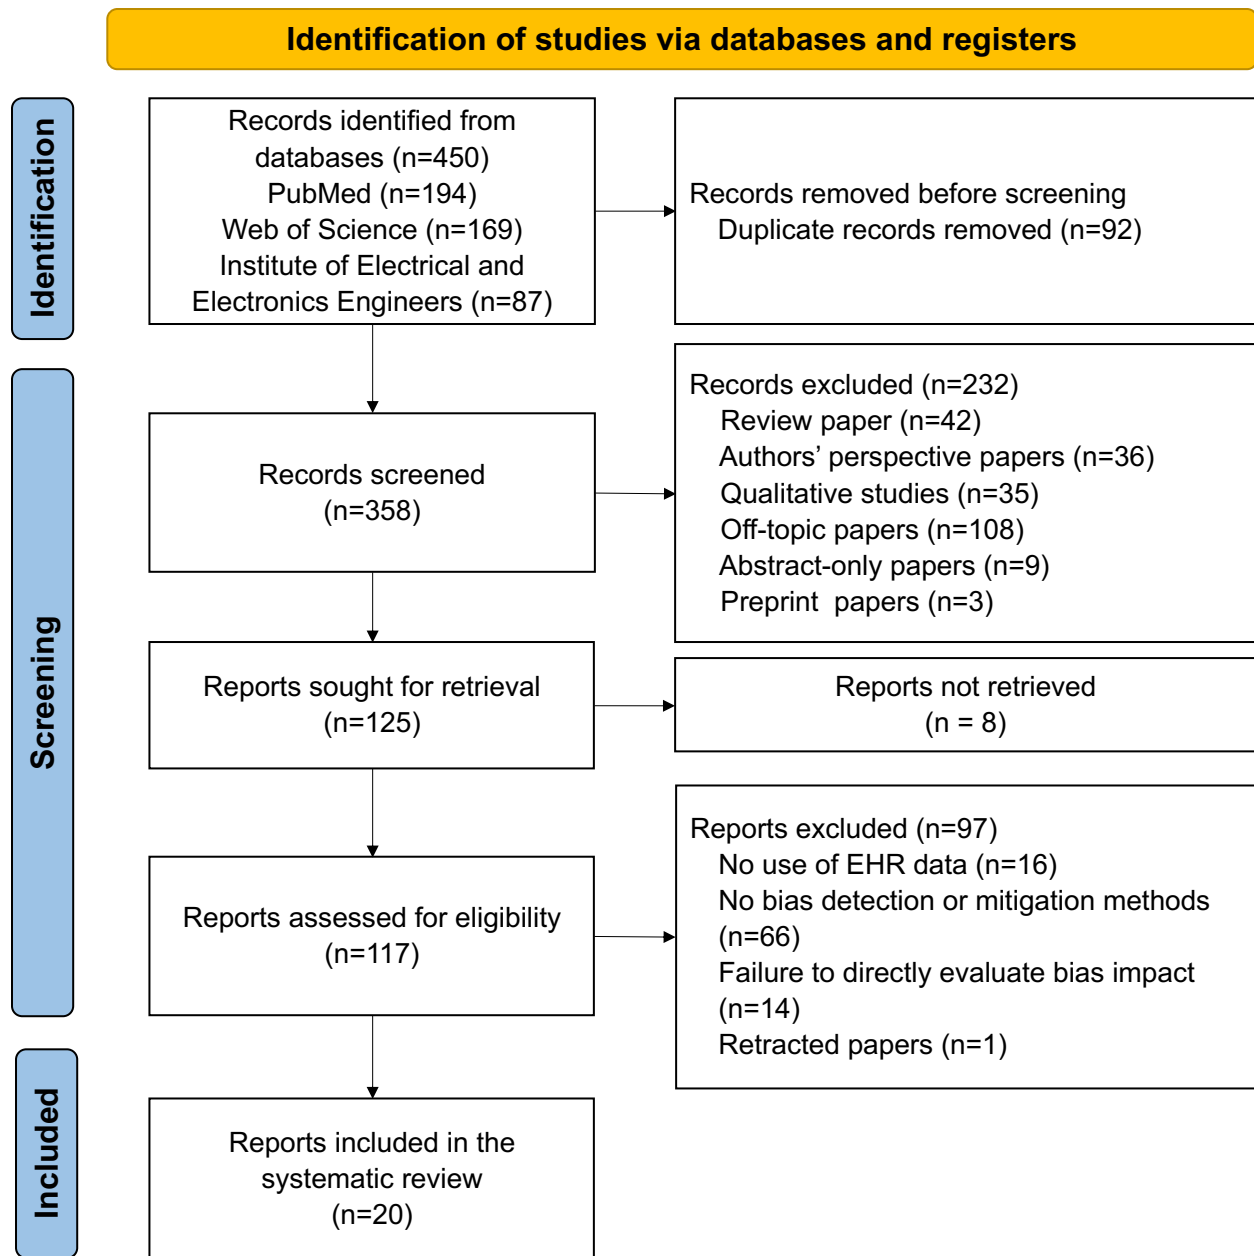 Identification of studies via databases and registers
Identification
Records identified from
databases (n=450)
PubMed (n=194)
Web of Science (n=169)
Institute of Electrical and
Electronics Engineers (n=87)
Records removed before screening
Duplicate records removed (n=92)
Screening
Records screened
(n=358)
Records excluded (n=232)
Review paper (n=42)
Authors’ perspective papers (n=36)
Qualitative studies (n=35)
Off-topic papers (n=108)
Abstract-only papers (n=9)
Preprint  papers (n=3)
Reports sought for retrieval
(n=125)
Reports not retrieved
(n = 8)
Reports assessed for eligibility
(n=117)
Reports excluded (n=97)
No use of EHR data (n=16)
No bias detection or mitigation methods
(n=66)
Failure to directly evaluate bias impact
(n=14)
Retracted papers (n=1)
Included
Reports included in the
systematic review
(n=20)